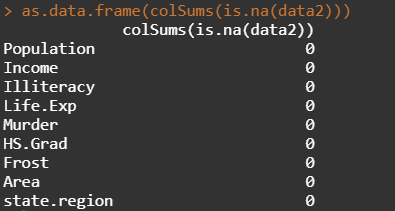 > as.data.frame(colSums(is.na(data2)))
colSums(is.na(data2))
Population 0
Income 0
Illiteracy 0
Life.Exp 0
Murder 0
HS.Grad 0
Frost 0
Area 0
state.region 0